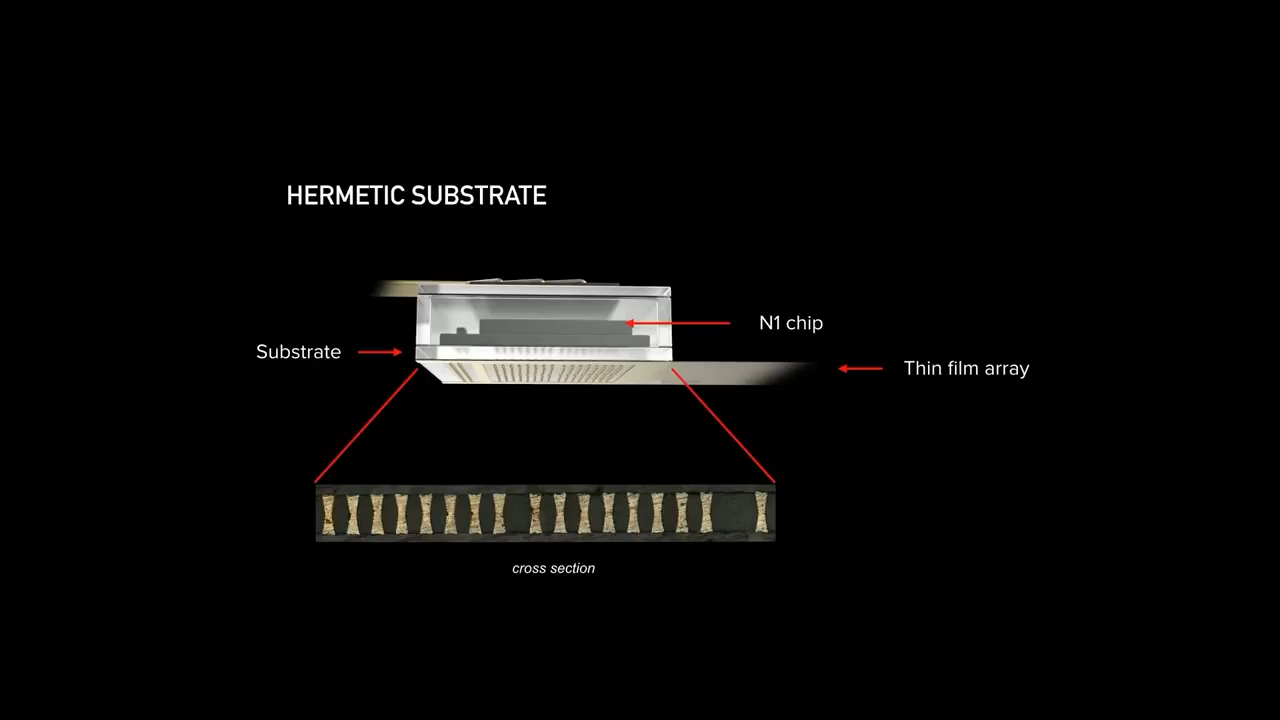 HERMETIC SUBSTRATE
N1 chip
Substrate
Thin film array
cross section